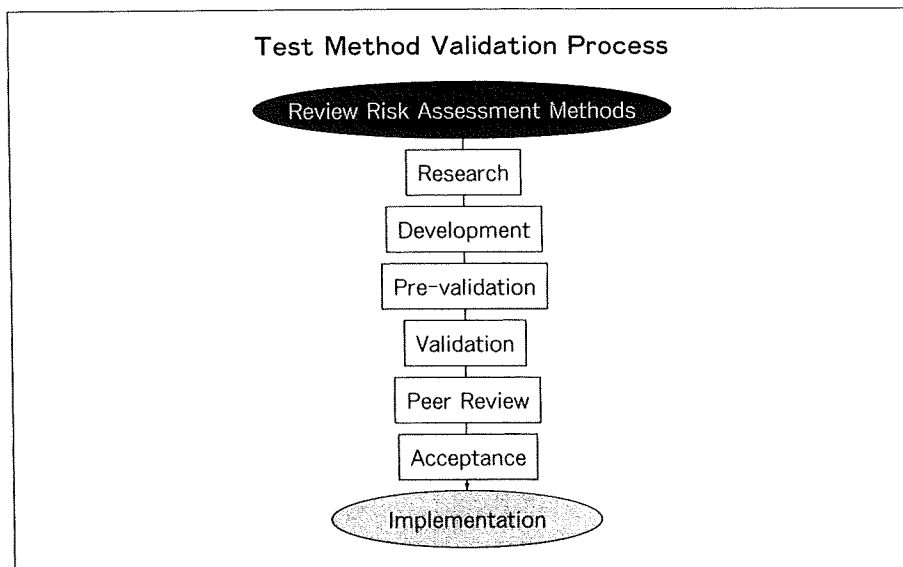 Test Method Validation Process
Review Risk Assessment Methods
Research
Development
Pre-validation
Validation
Peer Review
Acceptance
Implementation